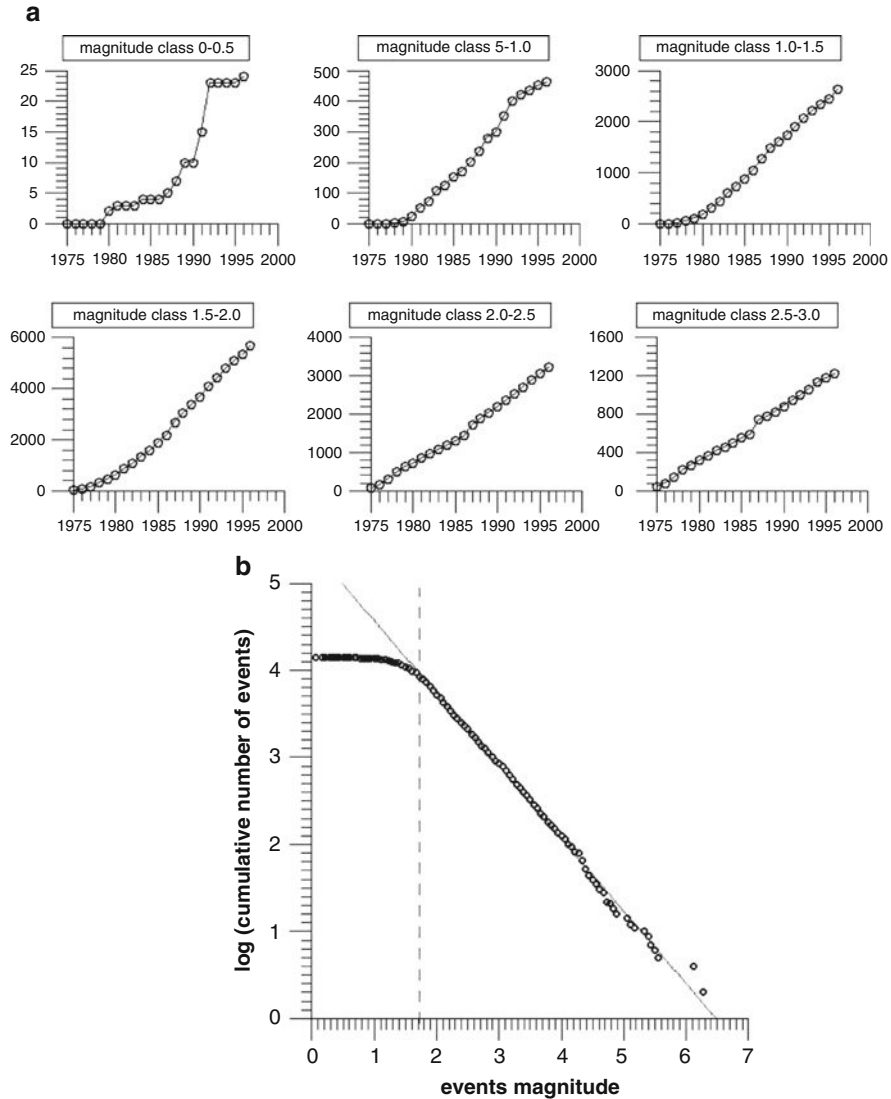 a
magnitude class 0-0.5
magnitude class 5-1.0
magnitude class 1.0-1.5
25
20
15
10
5
0
1975 1980 1985 1990 1995 2000
500
400
300
200
100
0
1975 1980 1985 1990 1995 2000
3000
2000
1000
0
1975 1980 1985 1990 1995 2000
magnitude class 1.5-2.0
magnitude class 2.0-2.5
magnitude class 2.5-3.0
6000
4000
2000
0
1975 1980 1985 1990 1995 2000
4000
3000
2000
1000
0
1975 1980 1985 1990 1995 2000
1600
1200
800
400
0
1975 1980 1985 1990 1995 2000
b
log (cumulative number of events)
5
4
3
2
1
0
0 1 2 3 4 5 6 7
events magnitude